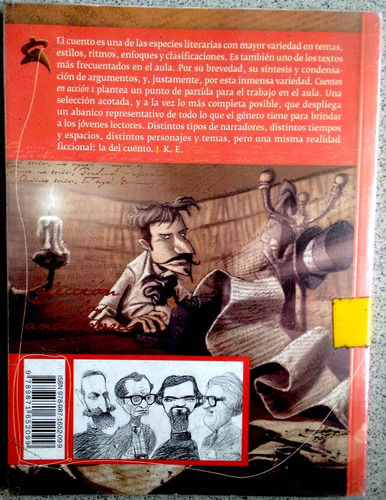 El cuento es una de las especies literarias con mayor variedad en temas,
estilos, ritmos, enfoques y clasificaciones. Es también uno de los textos
más frecuentados en el aula. Por su brevedad, su síntesis y condensa-
ción de argumentos, y, justamente, por esta inmensa variedad, Cuentos
en acción 1 plantea un punto de partida para el trabajo en el aula. Una
selección acotada, y a la vez lo más completa posible, que despliega
un abanico representativo de todo lo que el género tiene para brindar
a los jóvenes lectores. Distintos tipos de narradores, distintos tiempos
y espacios, distintos personajes y temas, pero una misma realidad
ficcional: la del cuento. | K. E.
ISBN 978-987-1652-09-9
9 789871 652099